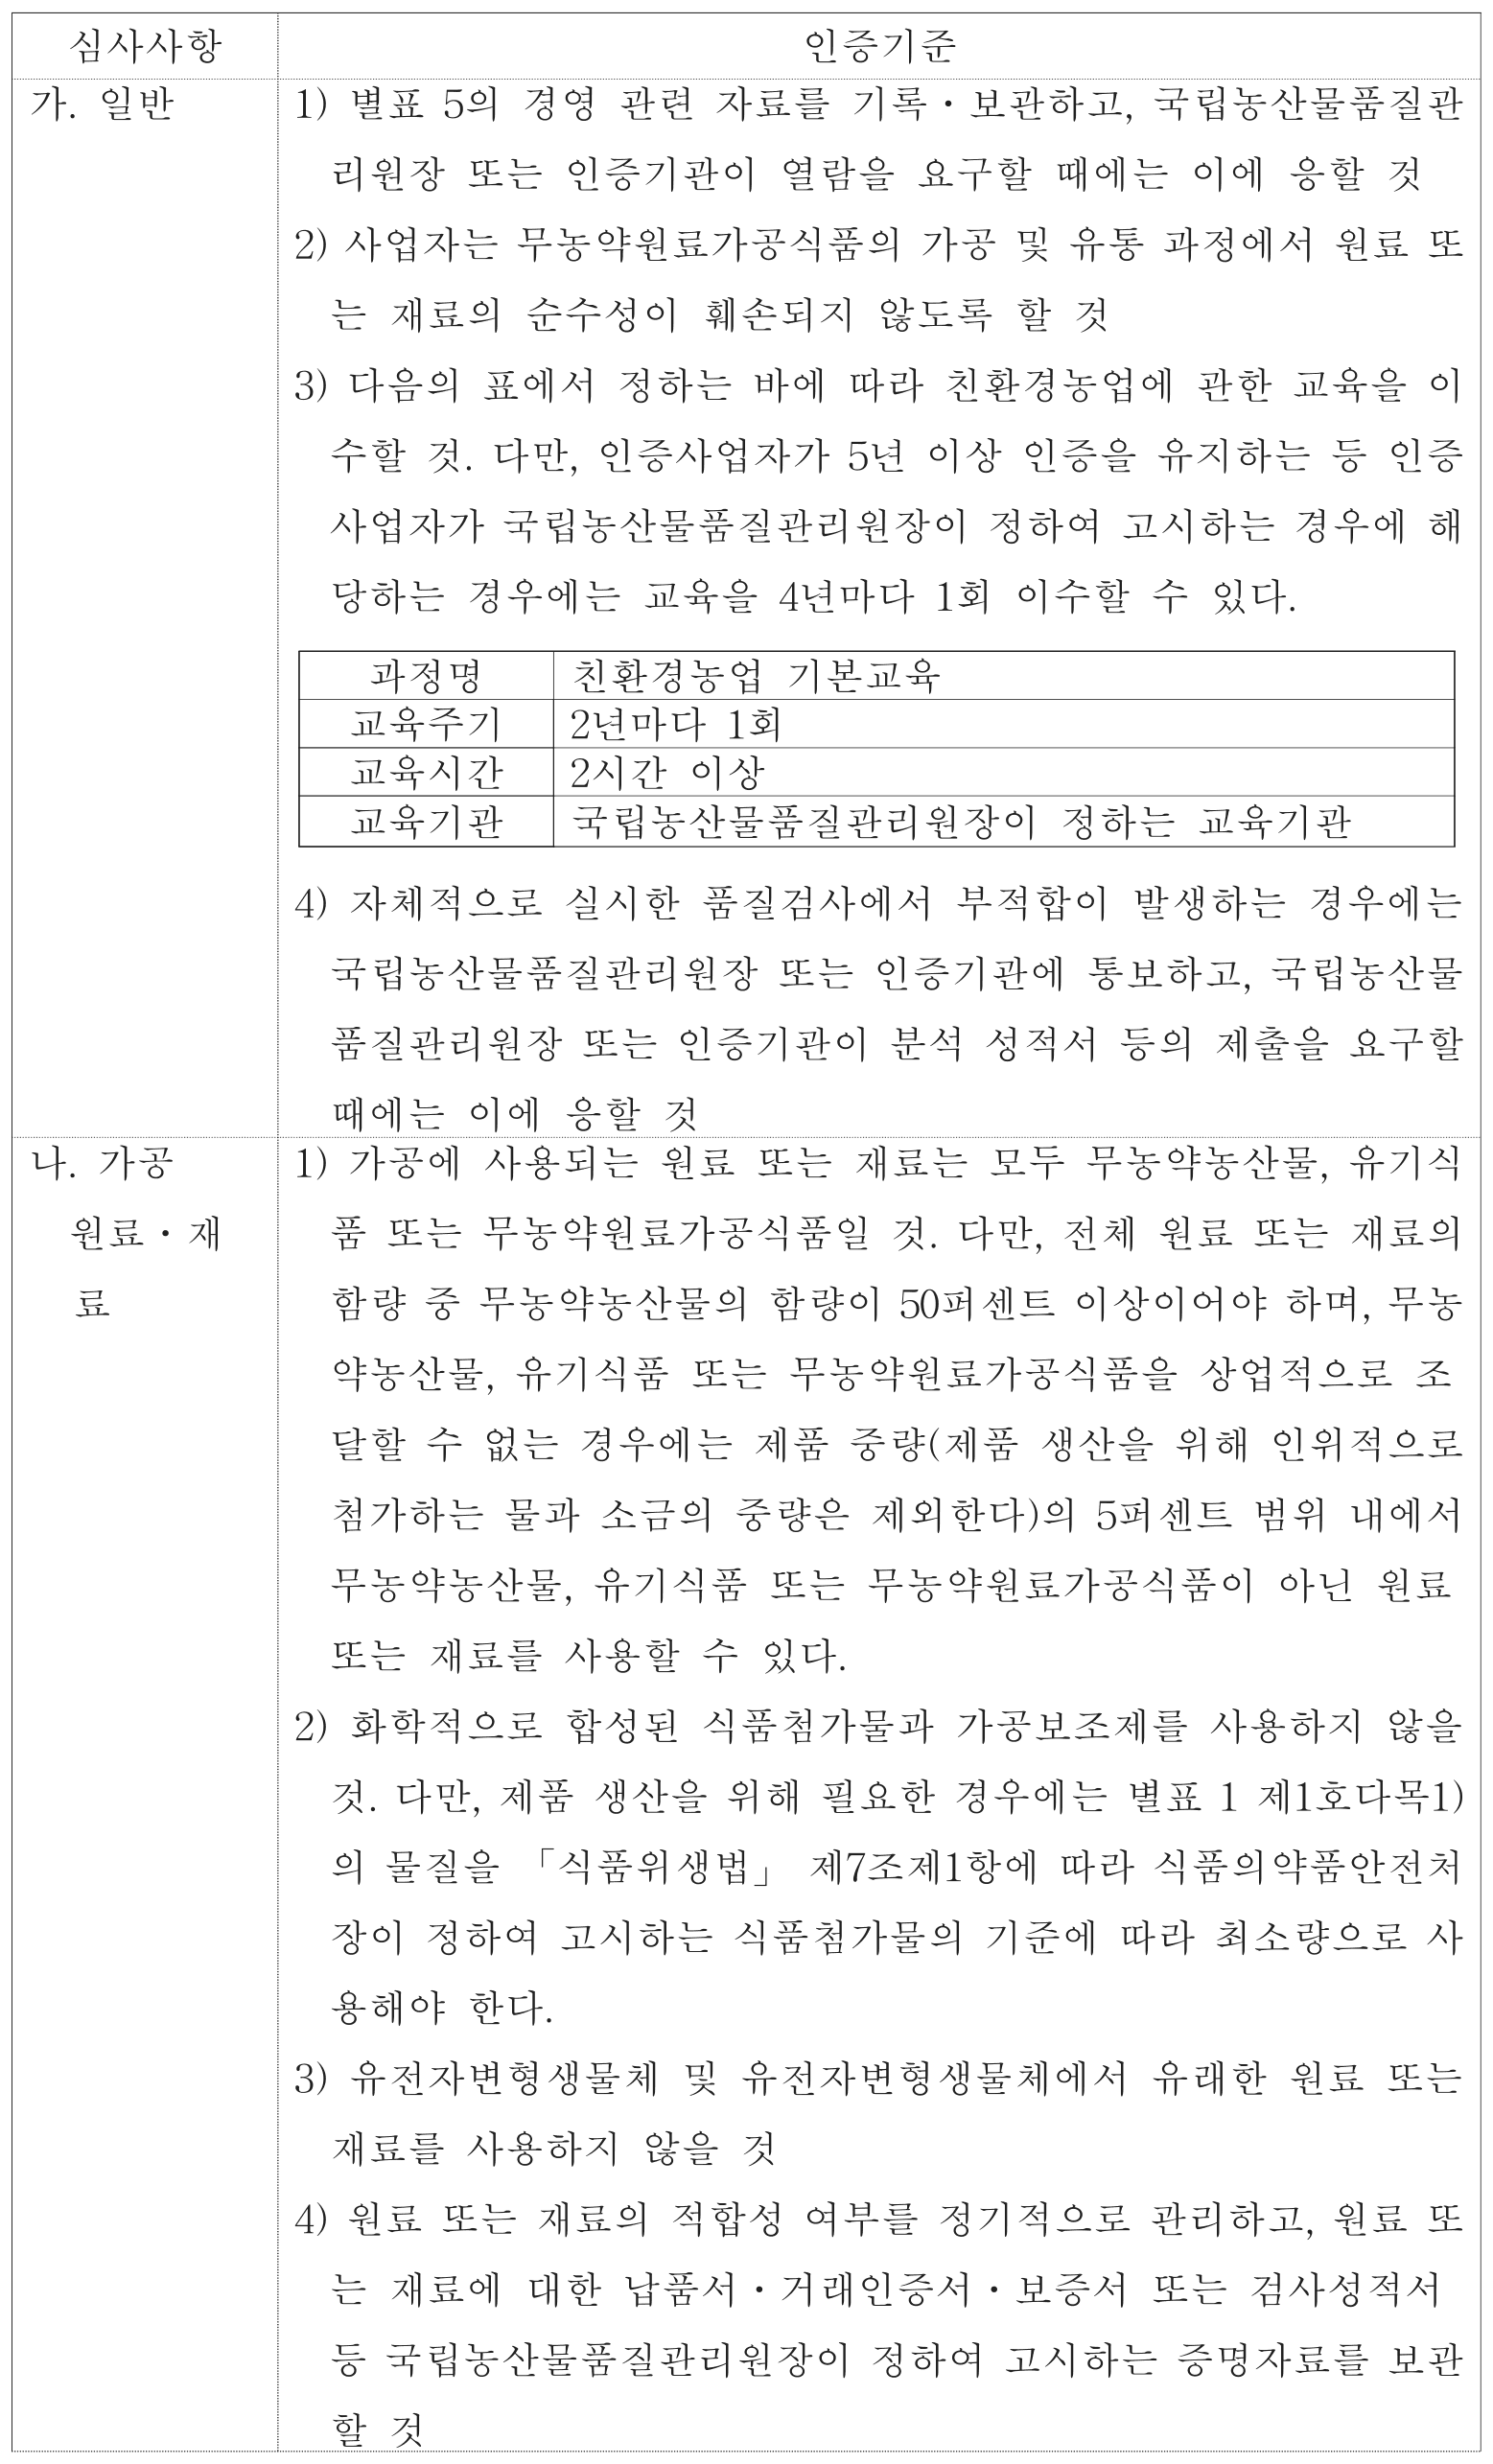 심사사항 인증기준
가. 일반
1) 별표 5의 경영 관련 자료를 기록·보관하고, 국립농산물품질관
리원장 또는 인증기관이 열람을 요구할 때에는 이에 응할 것
2) 사업자는 무농약원료가공식품의 가공 및 유통 과정에서 원료 또
는 재료의 순수성이 훼손되지 않도록 할 것
3) 다음의 표에서 정하는 바에 따라 친환경농업에 관한 교육을 이
수할 것. 다만, 인증사업자가 5년 이상 인증을 유지하는 등 인증
사업자가 국립농산물품질관리원장이 정하여 고시하는 경우에 해
당하는 경우에는 교육을 4년마다 1회 이수할 수 있다.
과정명 친환경농업 기본교육
교육주기 2년마다 1회
교육시간 2시간 이상
교육기관 국립농산물품질관리원장이 정하는 교육기관
4) 자체적으로 실시한 품질검사에서 부적합이 발생하는 경우에는
국립농산물품질관리원장 또는 인증기관에 통보하고, 국립농산물
품질관리원장 또는 인증기관이 분석 성적서 등의 제출을 요구할
때에는 이에 응할 것
나. 가공
원료·재
료
1) 가공에 사용되는 원료 또는 재료는 모두 무농약농산물, 유기식
품 또는 무농약원료가공식품일 것. 다만, 전체 원료 또는 재료의
함량 중 무농약농산물의 함량이 50퍼센트 이상이어야 하며, 무농
약농산물, 유기식품 또는 무농약원료가공식품을 상업적으로 조
달할 수 없는 경우에는 제품 중량(제품 생산을 위해 인위적으로
첨가하는 물과 소금의 중량은 제외한다)의 5퍼센트 범위 내에서
무농약농산물, 유기식품 또는 무농약원료가공식품이 아닌 원료
또는 재료를 사용할 수 있다.
2) 화학적으로 합성된 식품첨가물과 가공보조제를 사용하지 않을
것. 다만, 제품 생산을 위해 필요한 경우에는 별표 1 제1호다목1)
의 물질을 「식품위생법」 제7조제1항에 따라 식품의약품안전처
장이 정하여 고시하는 식품첨가물의 기준에 따라 최소량으로 사
용해야 한다.
3) 유전자변형생물체 및 유전자변형생물체에서 유래한 원료 또는
재료를 사용하지 않을 것
4) 원료 또는 재료의 적합성 여부를 정기적으로 관리하고, 원료 또
는 재료에 대한 납품서·거래인증서·보증서 또는 검사성적서
등 국립농산물품질관리원장이 정하여 고시하는 증명자료를 보관
할 것